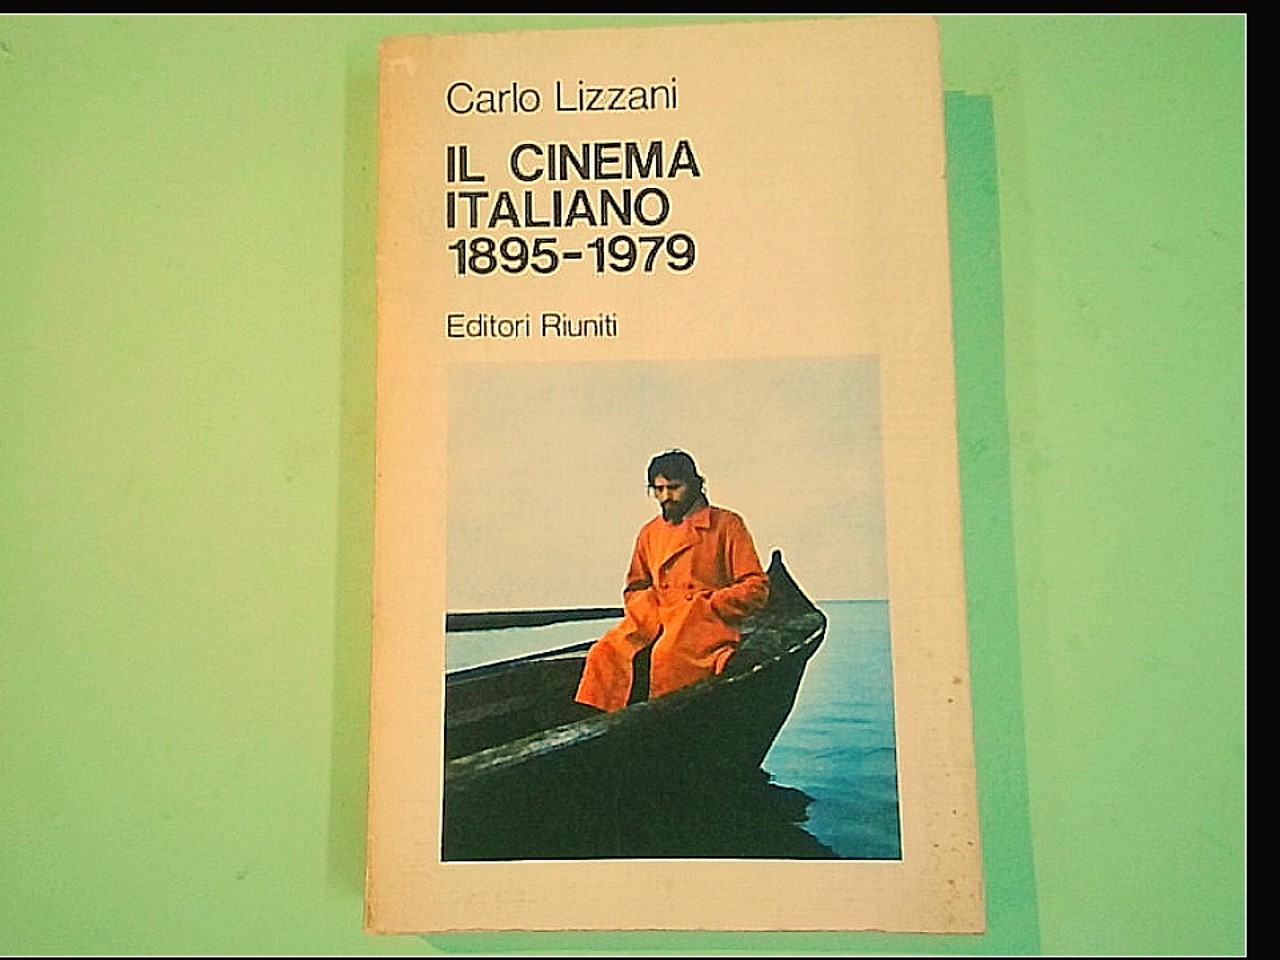 Carlo Lizzani
IL CINEMA
ITALIANO
1895-1979
Editori Riuniti